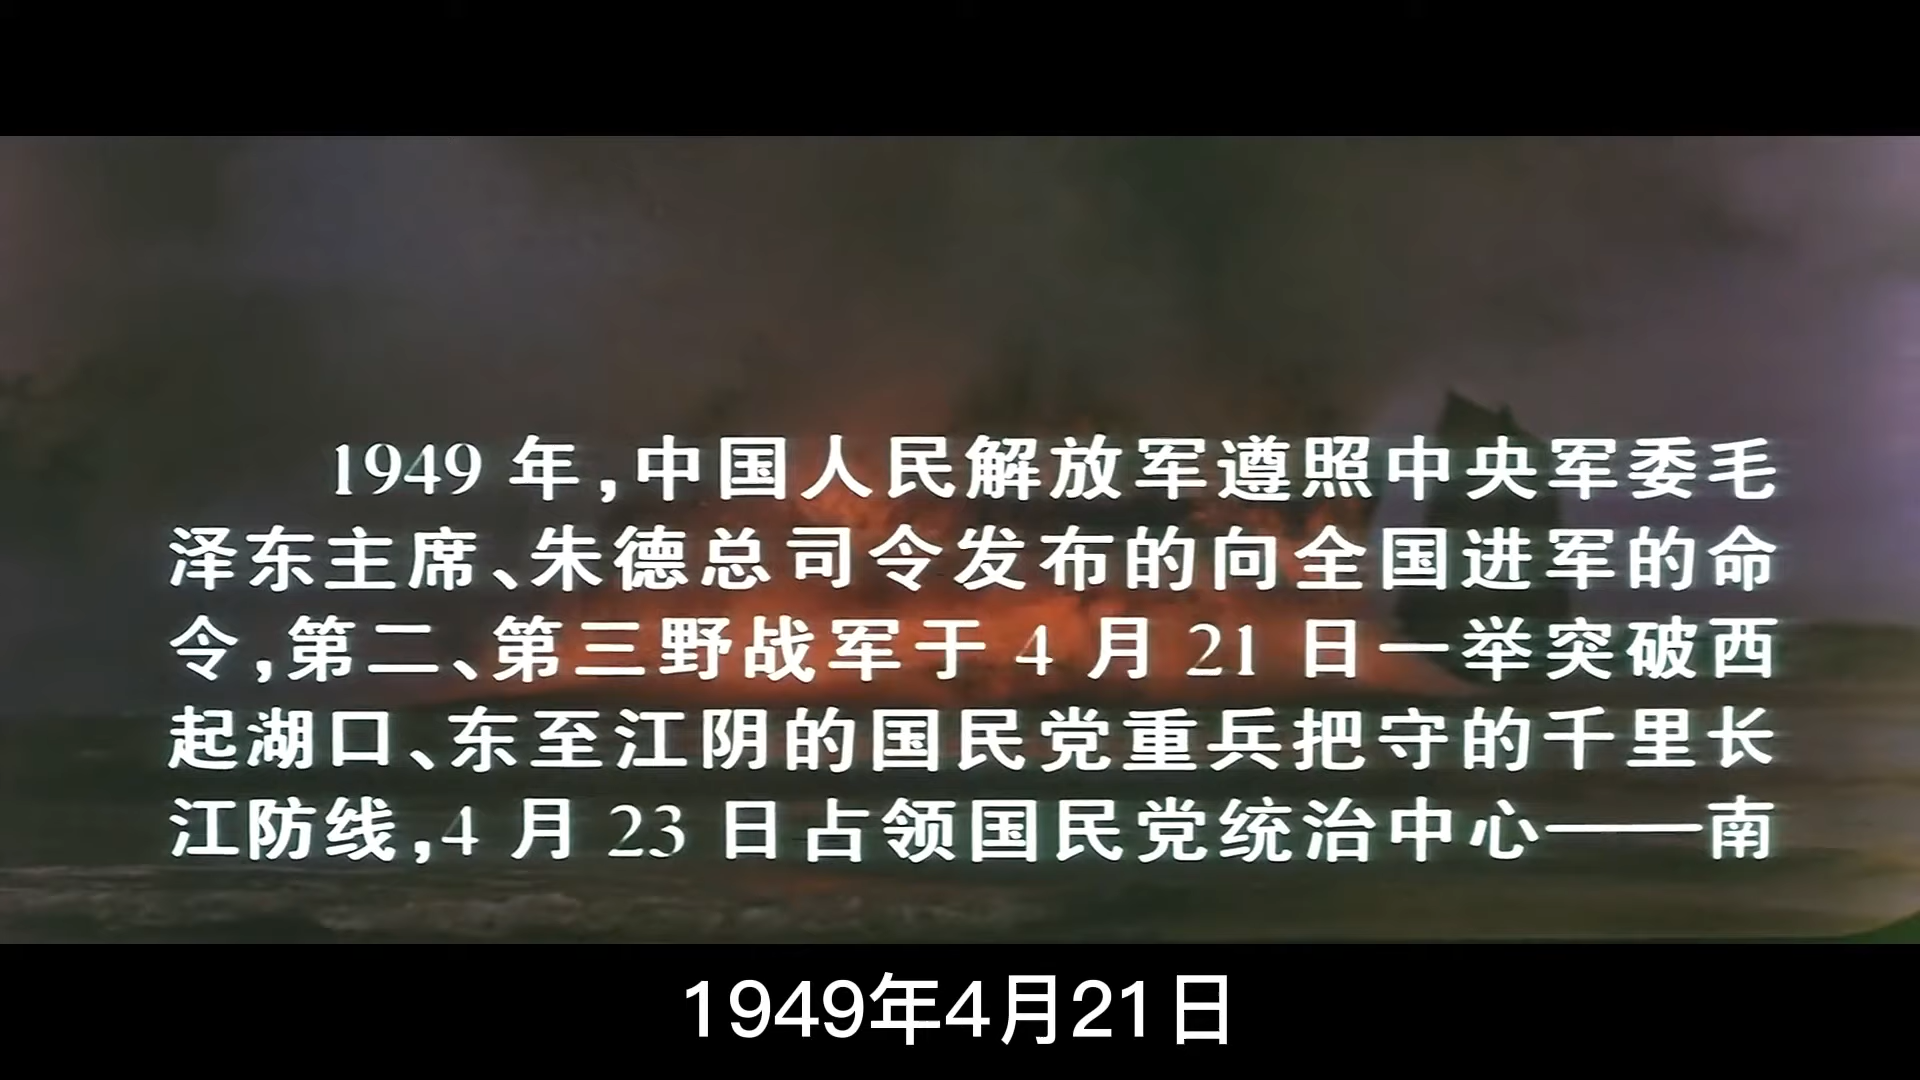 1949 年,中国人民解放军遵照中央军委毛
泽东主席、朱德总司令发布的向全国进军的命
令,第二、第三野战军于 4 月 21 日一举突破西
起湖口、东至江阴的国民党重兵把守的千里长
江防线,4 月 23 日占领国民党统治中心——南
1949年4月21日